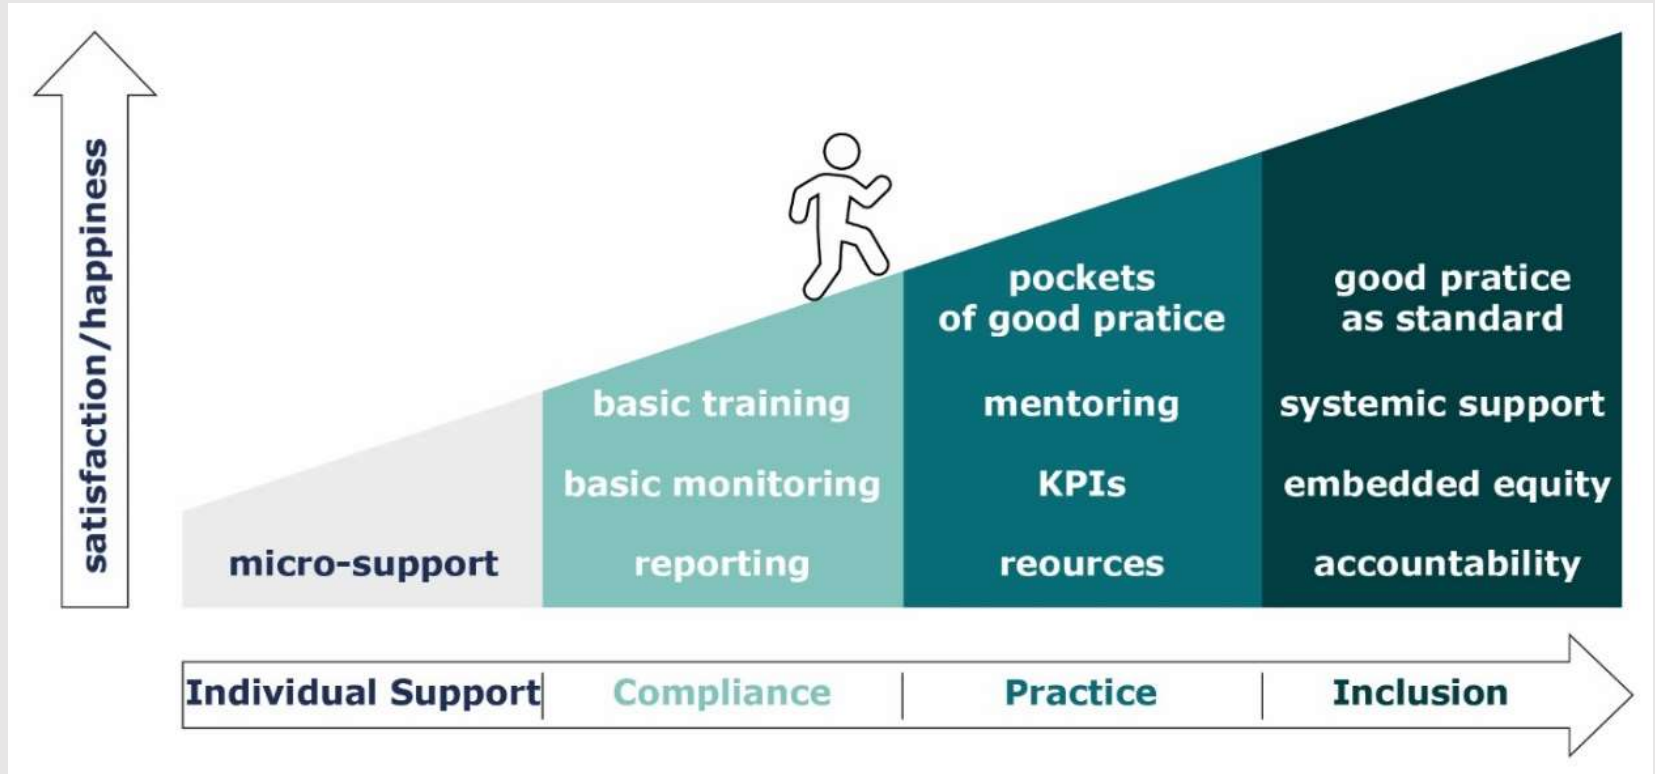 satisfaction/happiness
micro-support
basic training
basic monitoring
reporting
pockets
of good pratice
mentoring
KPIs
reources
good pratice
as standard
systemic support
embedded equity
accountability
Individual Support
Compliance
Practice
Inclusion